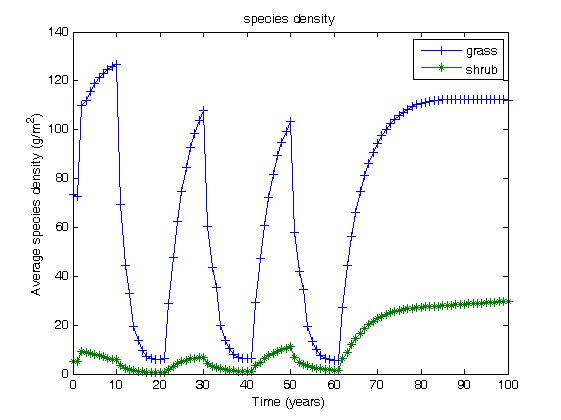 species density
grass
shrub
Average species density (g/m²)
140
120
100
80
60
40
20
0
0 10 20 30 40 50 60 70 80 90 100
Time (years)